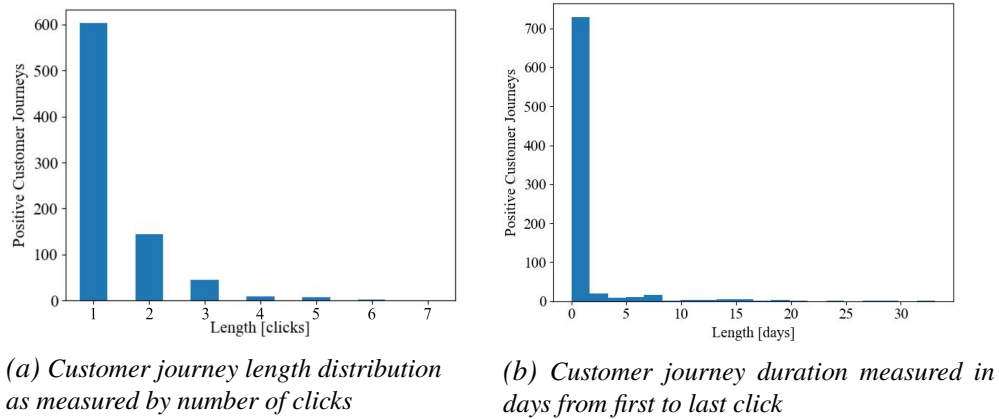 600
500
400
300
200
100
0
Positive Customer Journeys
1 2 3 4 5 6 7
Length [clicks]
(a) Customer journey length distribution
as measured by number of clicks
700
600
500
400
300
200
100
0
Positive Customer Journeys
0 5 10 15 20 25 30
Length [days]
(b) Customer journey duration measured in
days from first to last click